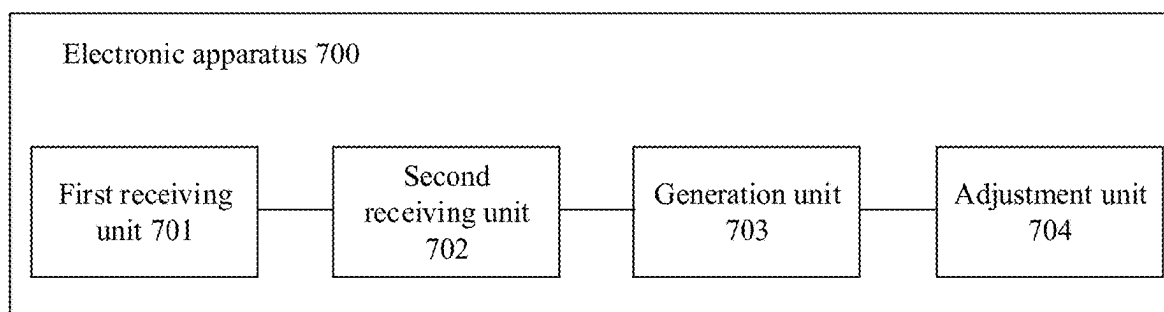 Electronic apparatus 700
First receiving
unit 701
Second
receiving unit
702
Generation unit
703
Adjustment unit
704